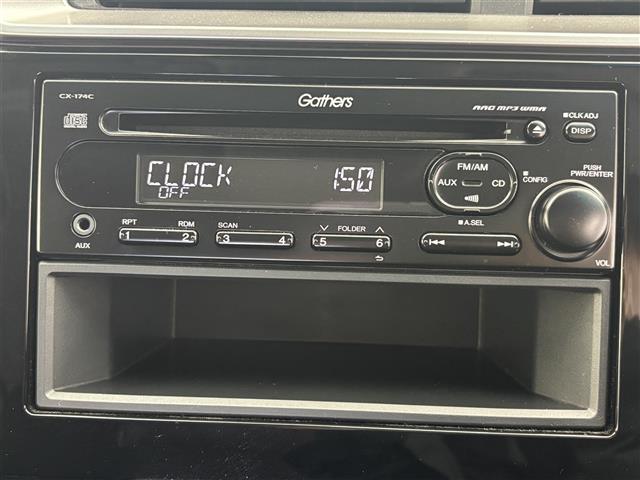 CX-174C
Gathers
AAC MP3 WMA
disc
CLK ADJ
DISP
CLOCK 1:50
OFF
FM/AM
AUX CD
CONFIG
PUSH
PWR/ENTER
AUX
RPT RDM
1 2
SCAN
3 4
FOLDER
5 6
A.SEL
VOL